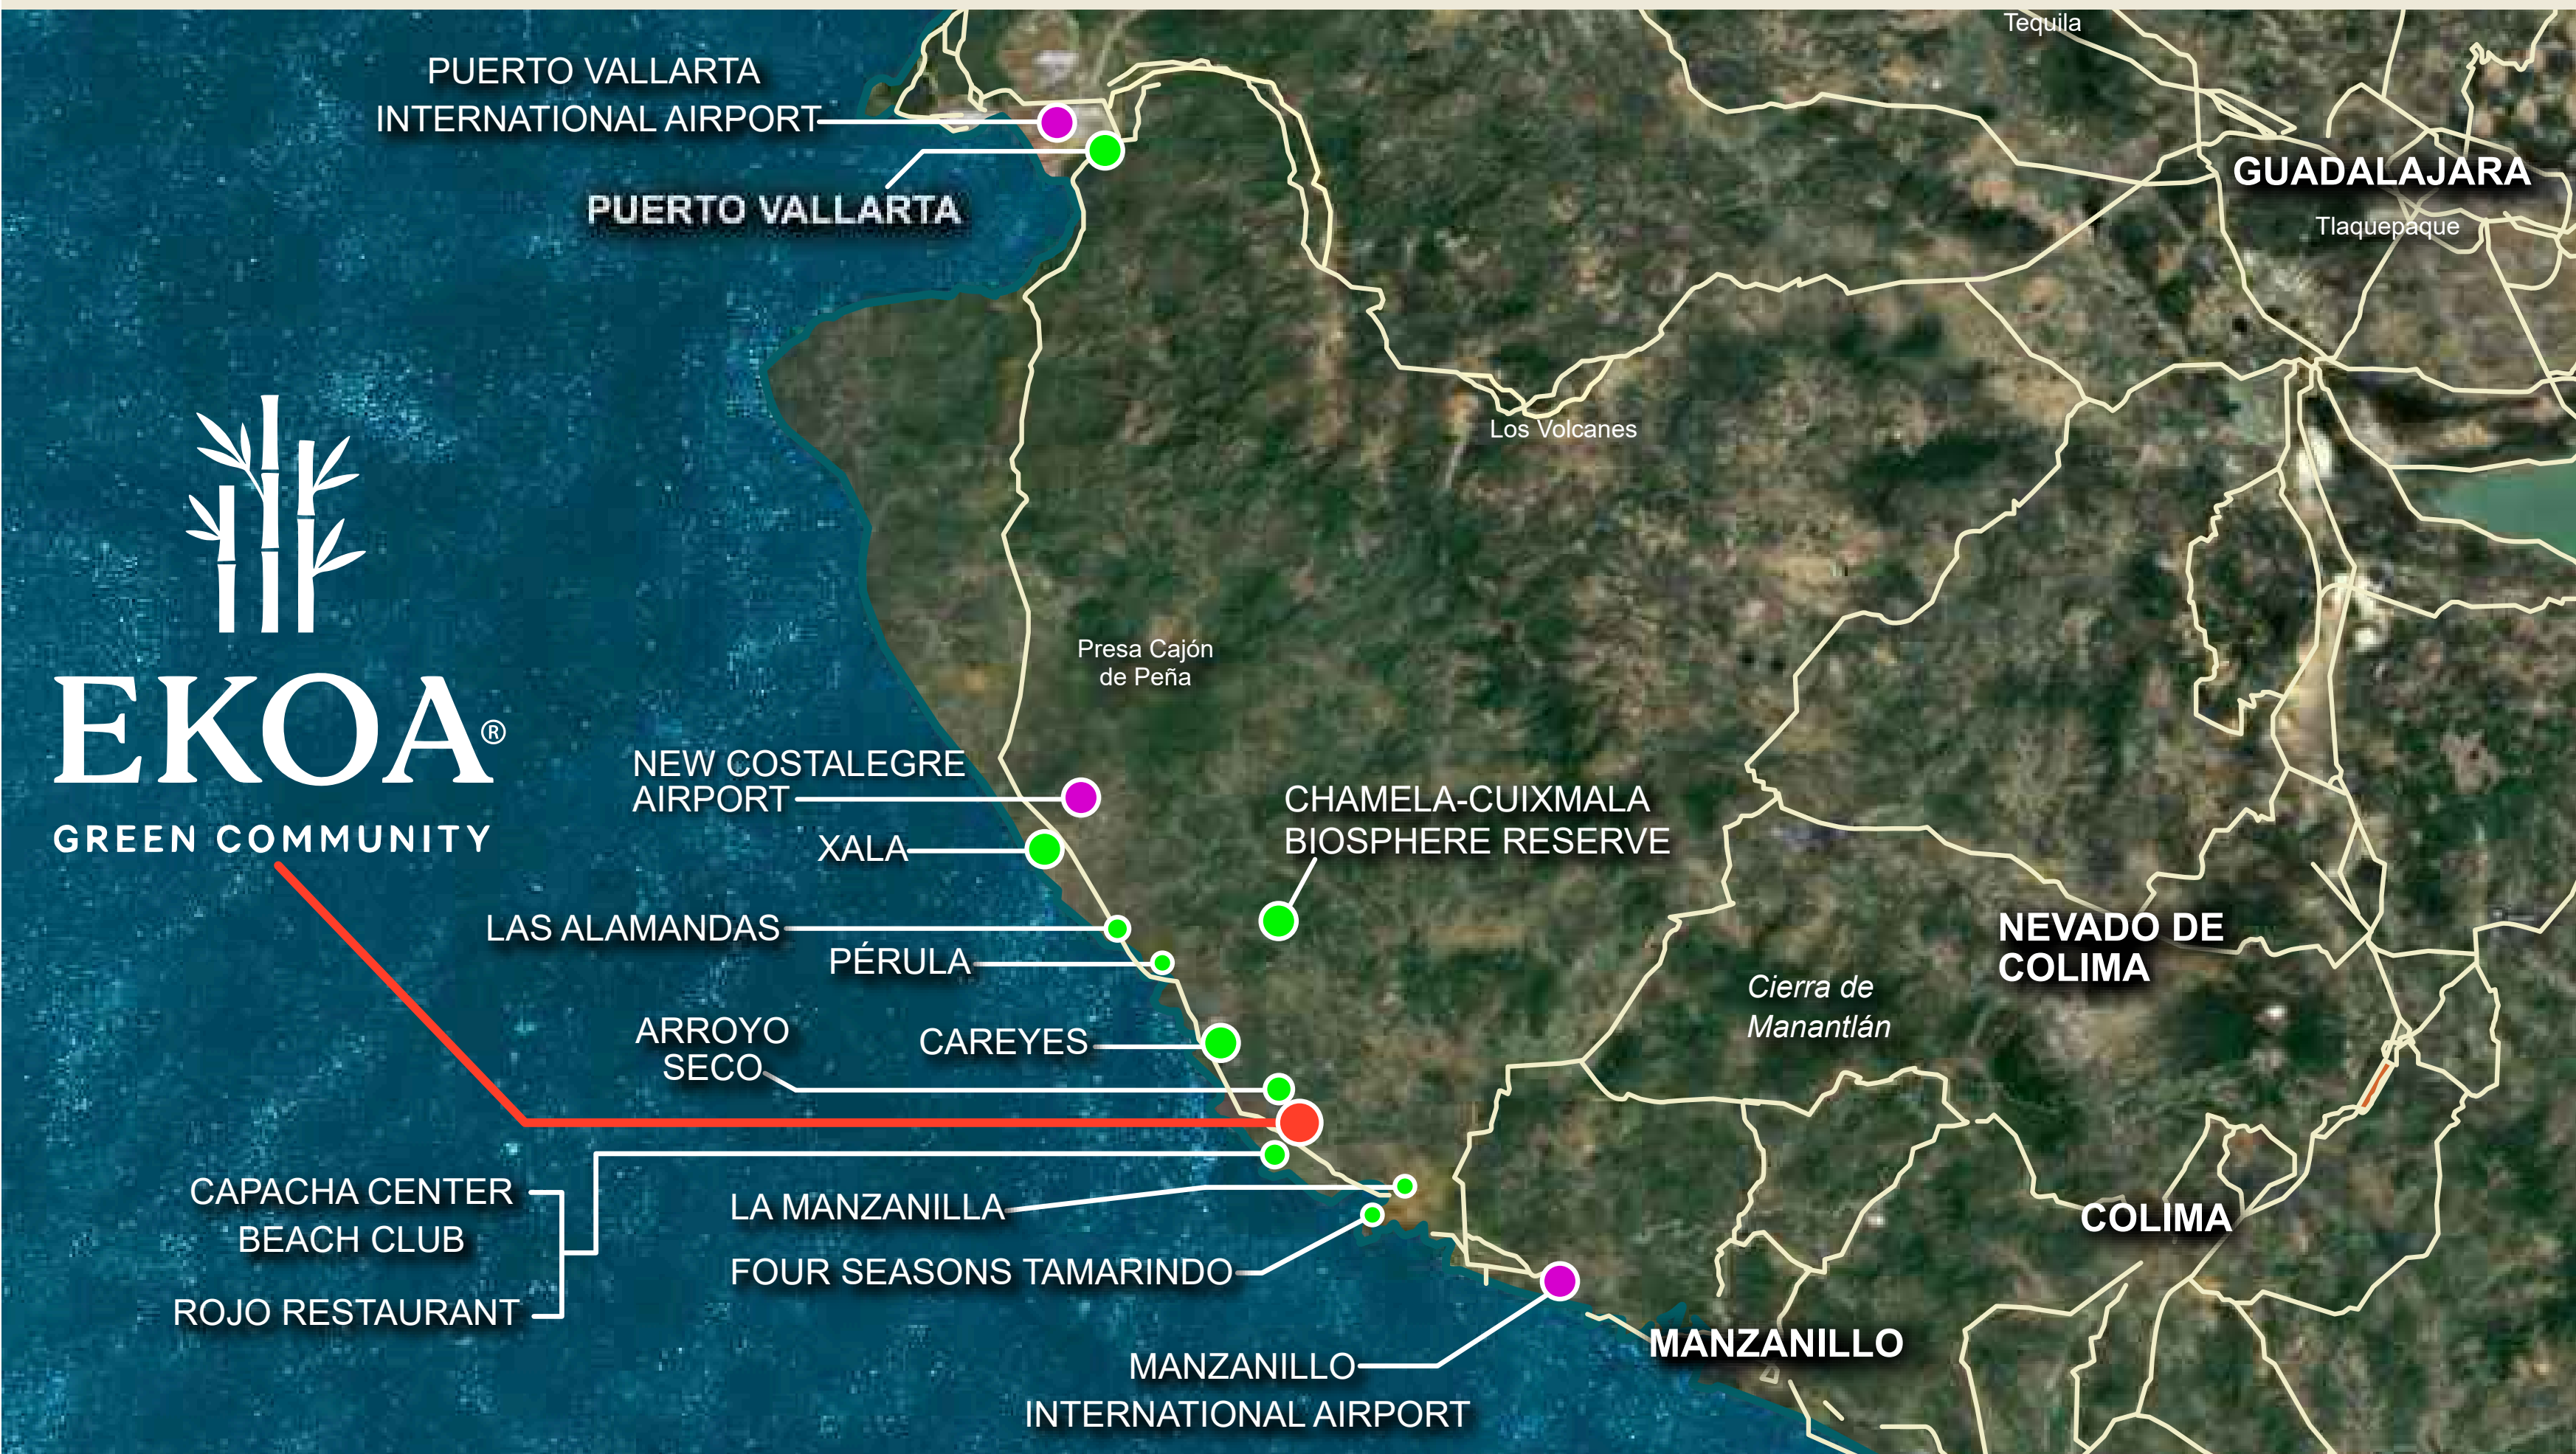 Tequila
PUERTO VALLARTA
INTERNATIONAL AIRPORT
PUERTO VALLARTA
GUADALAJARA
Tlaquepaque
Los Volcanes
EKOA®
GREEN COMMUNITY
Presa Cajón
de Peña
NEW COSTALEGRE
AIRPORT
XALA
CHAMELA-CUIXMALA
BIOSPHERE RESERVE
LAS ALAMANDAS
PÉRULA
NEVADO DE
COLIMA
Cierra de
Manantlán
ARROYO
SECO
CAREYES
CAPACHA CENTER
BEACH CLUB
ROJO RESTAURANT
LA MANZANILLA
FOUR SEASONS TAMARINDO
COLIMA
MANZANILLO
MANZANILLO
INTERNATIONAL AIRPORT